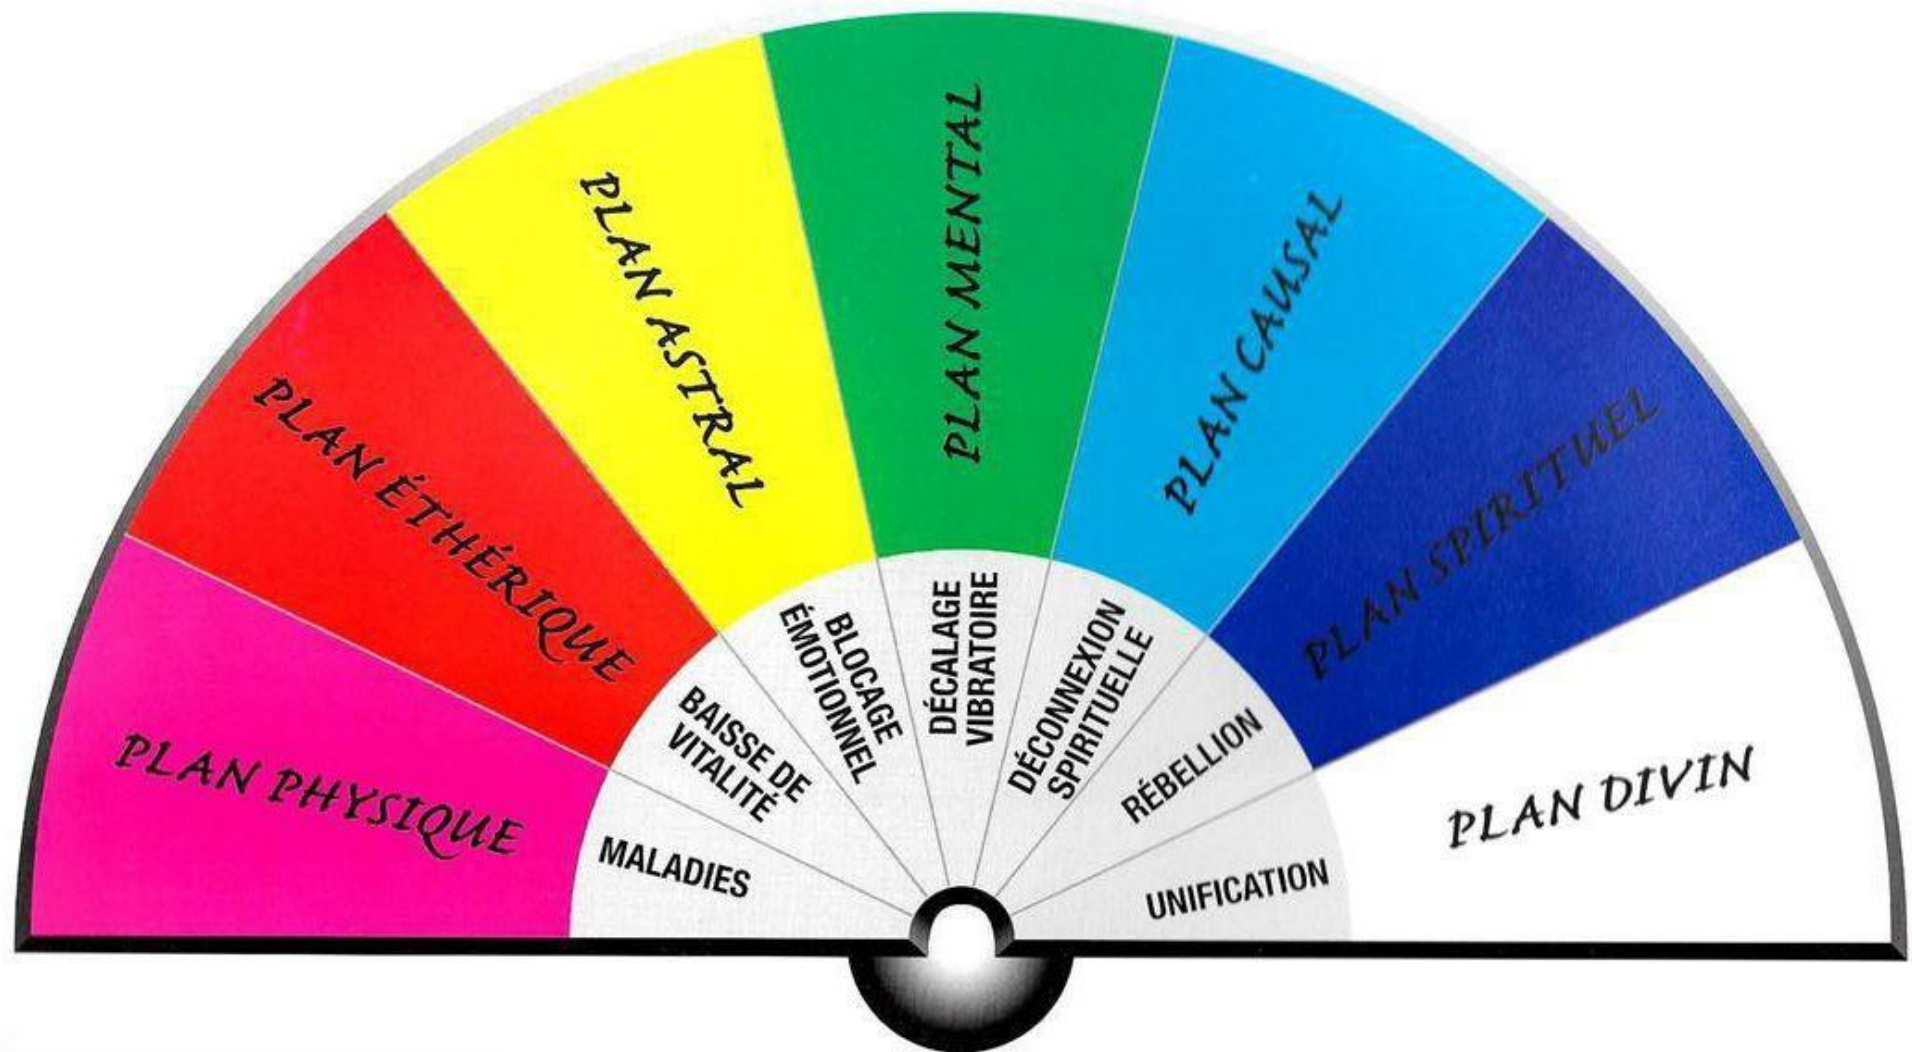 PLAN PHYSIQUE
PLAN ÉTHÉRIQUE
PLAN ASTRAL
PLAN MENTAL
PLAN CAUSAL
PLAN SPIRITUEL
PLAN DIVIN
MALADIES
BAISSE DE
VITALITÉ
BLOCAGE
ÉMOTIONNEL
DÉCALAGE
VIBRATOIRE
DÉCONNEXION
SPIRITUELLE
RÉBELLION
UNIFICATION